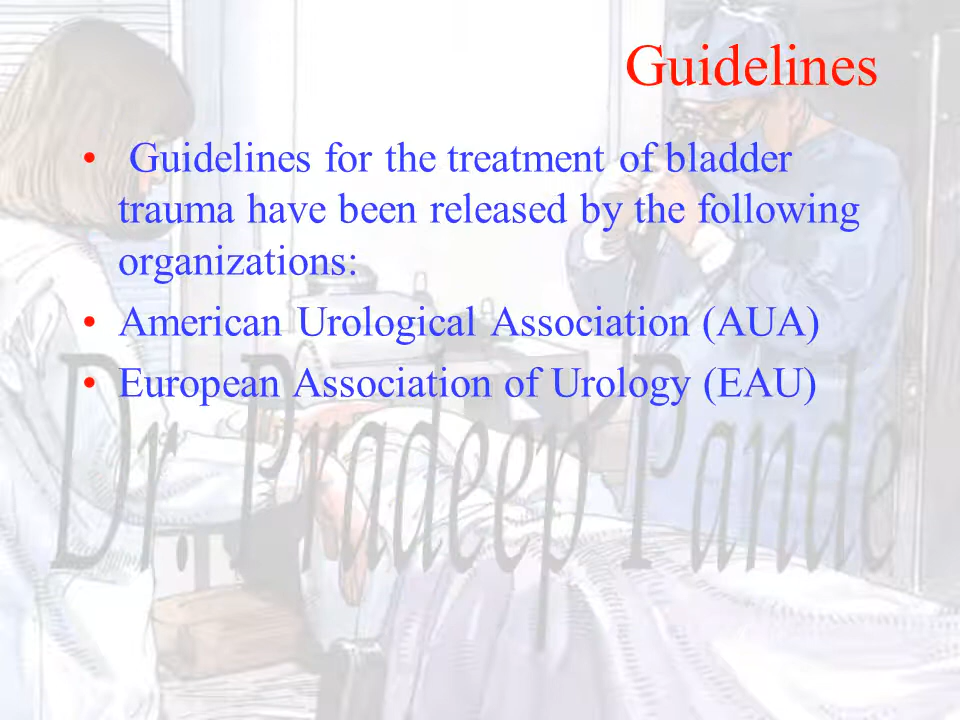 Guidelines
• Guidelines for the treatment of bladder
trauma have been released by the following
organizations:
• American Urological Association (AUA)
• European Association of Urology (EAU)
Dr. Pradeep Pande